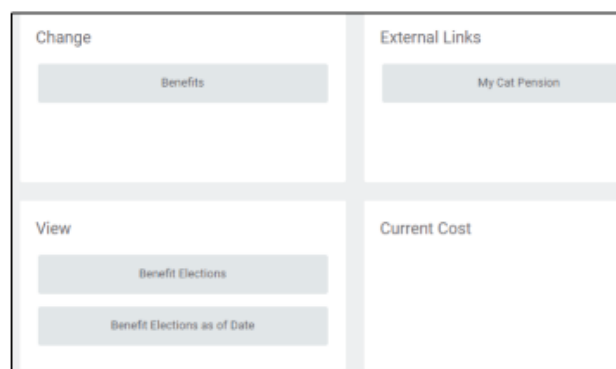 Change
Benefits
External Links
My Cat Pension
View
Benefit Elections
Benefit Elections as of Date
Current Cost